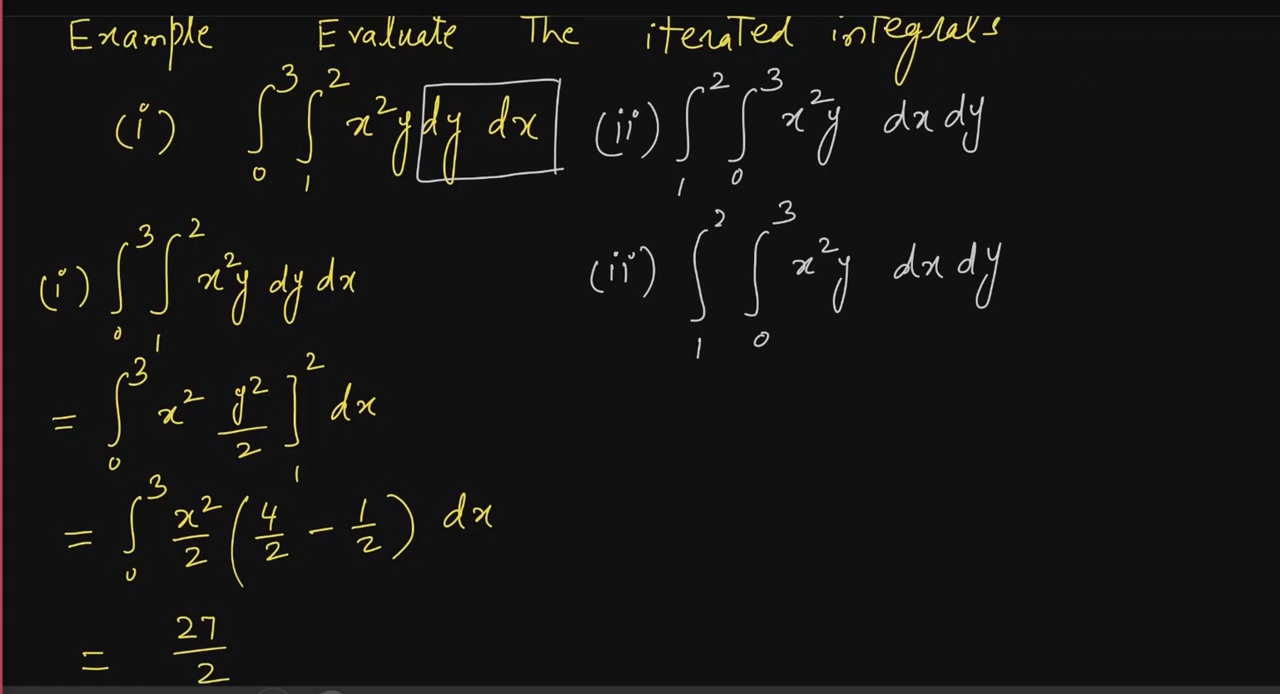 Example Evaluate The iterated integrals
(i) ∫₀³ ∫₁² x²y dy dx (ii) ∫₁² ∫₀³ x²y dx dy
(i) ∫₀³ ∫₁² x²y dy dx (ii) ∫₁² ∫₀³ x²y dx dy
= ∫₀³ x² y²/2 ]₁² dx
= ∫₀³ x²/2 (4/2 − 1/2) dx
= 27/2